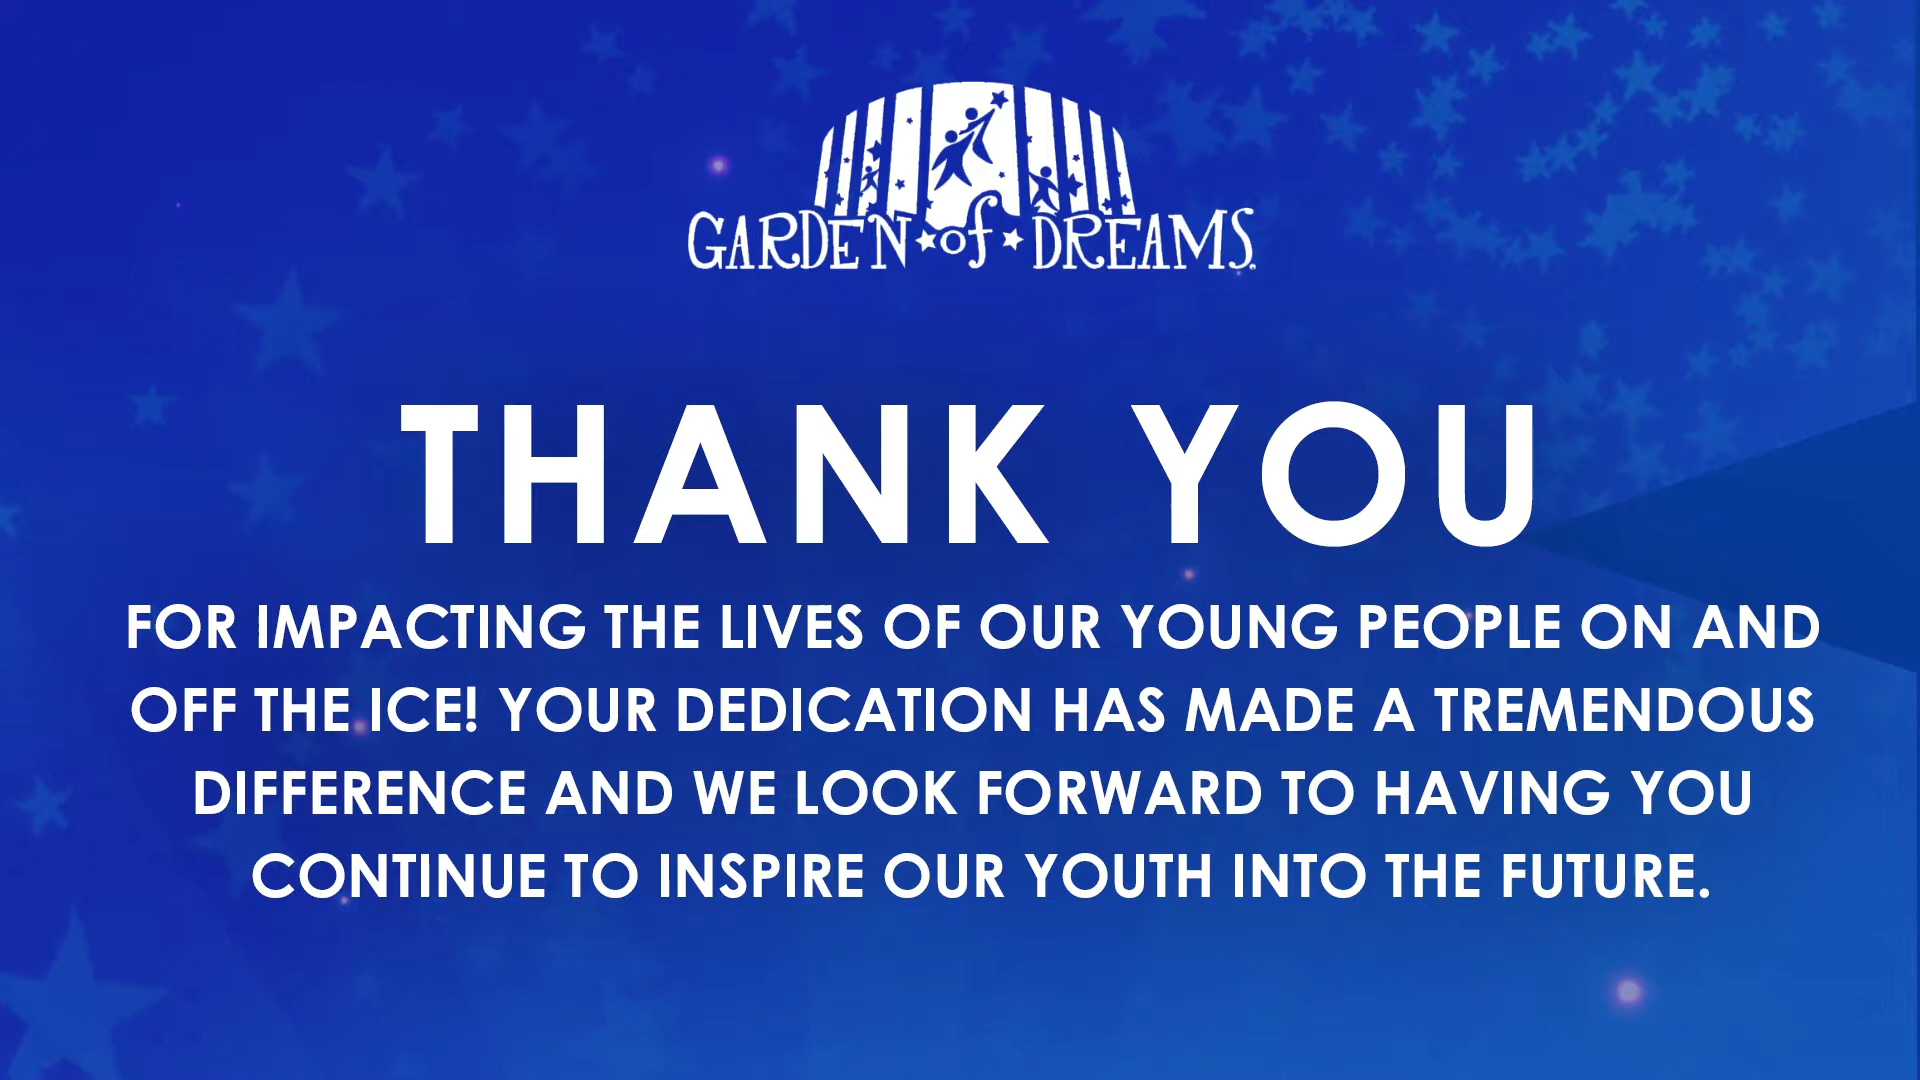 GARDEN of DREAMS
THANK YOU
FOR IMPACTING THE LIVES OF OUR YOUNG PEOPLE ON AND
OFF THE ICE! YOUR DEDICATION HAS MADE A TREMENDOUS
DIFFERENCE AND WE LOOK FORWARD TO HAVING YOU
CONTINUE TO INSPIRE OUR YOUTH INTO THE FUTURE.